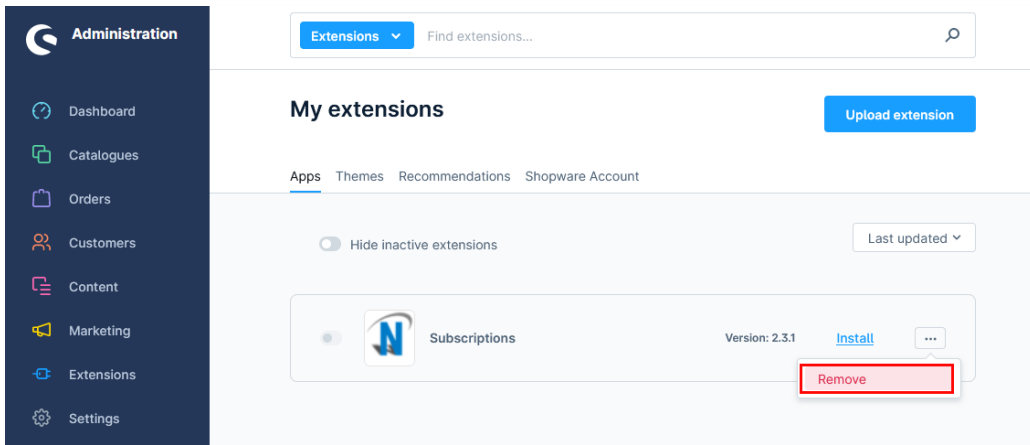 Administration
Extensions
Find extensions...
Dashboard
Catalogues
Orders
Customers
Content
Marketing
Extensions
Settings
My extensions
Upload extension
Apps Themes Recommendations Shopware Account
Hide inactive extensions
Last updated
N
Subscriptions
Version: 2.3.1
Install
...
Remove